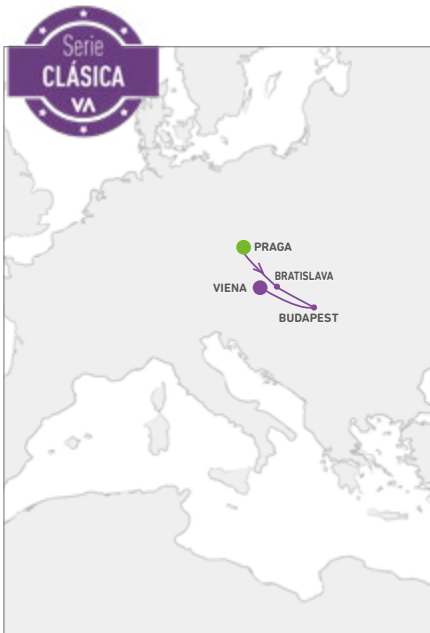 Serie
CLÁSICA
VA
PRAGA
BRATISLAVA
VIENA
BUDAPEST